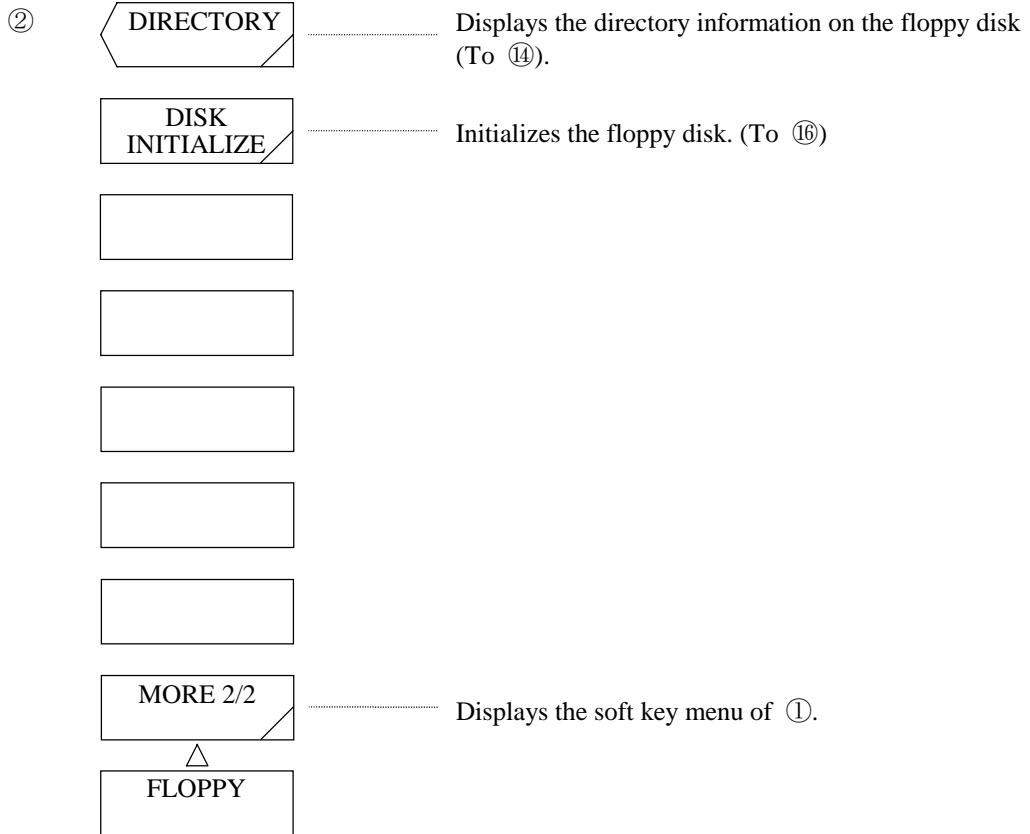 ②
DIRECTORY
Displays the directory information on the floppy disk
(To ⑭).
DISK
INITIALIZE
Initializes the floppy disk. (To ⑯)
MORE 2/2
Displays the soft key menu of ①.
FLOPPY